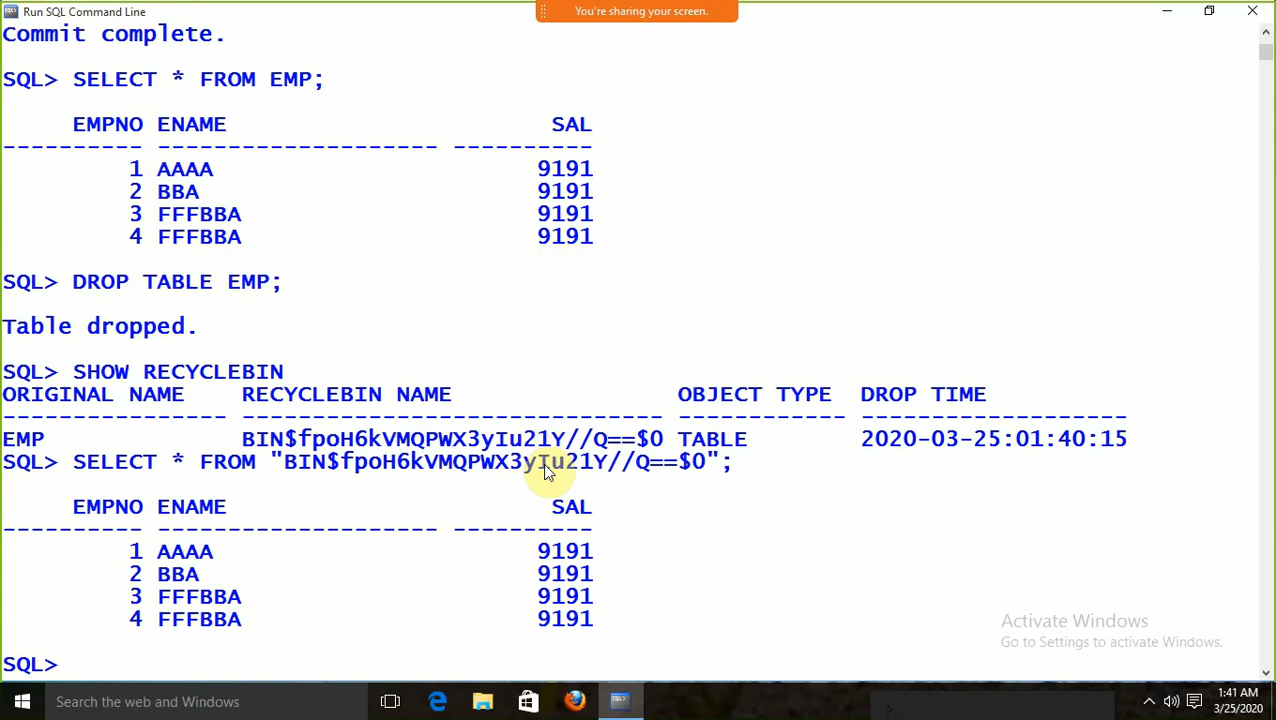 Run SQL Command Line
You're sharing your screen.
Commit complete.
SQL> SELECT * FROM EMP;
EMPNO ENAME SAL
---------- -------------------- ----------
1 AAAA 9191
2 BBA 9191
3 FFFBBA 9191
4 FFFBBA 9191
SQL> DROP TABLE EMP;
Table dropped.
SQL> SHOW RECYCLEBIN
ORIGINAL NAME RECYCLEBIN NAME OBJECT TYPE DROP TIME
---------------- ------------------------------ ------------ -------------------
EMP BIN$fpoH6kVMQPWX3yIu21Y//Q==$0 TABLE 2020-03-25:01:40:15
SQL> SELECT * FROM "BIN$fpoH6kVMQPWX3yIu21Y//Q==$0";
EMPNO ENAME SAL
---------- -------------------- ----------
1 AAAA 9191
2 BBA 9191
3 FFFBBA 9191
4 FFFBBA 9191
SQL>
Activate Windows
Go to Settings to activate Windows.
Search the web and Windows
1:41 AM
3/25/2020